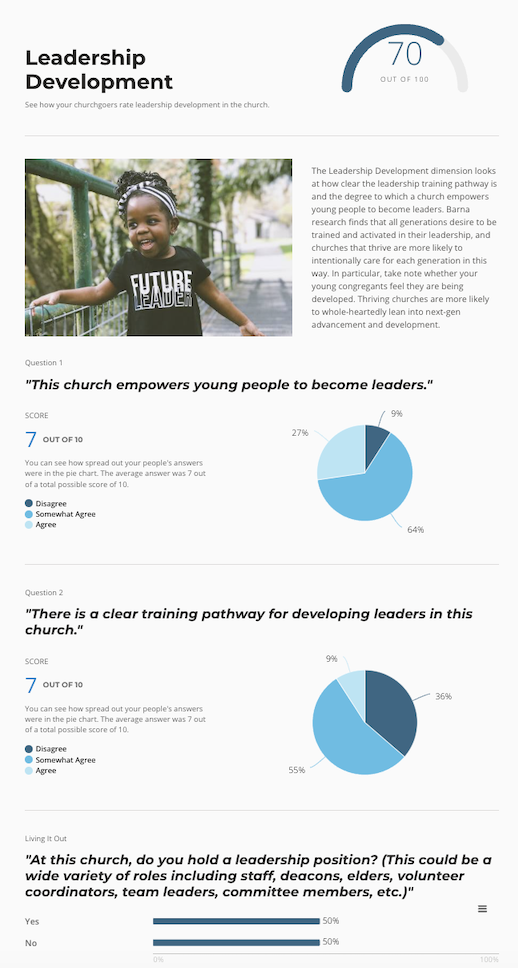 Leadership
Development
See how your churchgoers rate leadership development in the church.
70
OUT OF 100
FUTURE
LEADER
The Leadership Development dimension looks
at how clear the leadership training pathway is
and the degree to which a church empowers
young people to become leaders. Barna
research finds that all generations desire to be
trained and activated in their leadership, and
churches that thrive are more likely to
intentionally care for each generation in this
way. In particular, take note whether your
young congregants feel they are being
developed. Thriving churches are more likely
to whole-heartedly lean into next-gen
advancement and development.
Question 1
"This church empowers young people to become leaders."
SCORE
7 OUT OF 10
You can see how spread out your people's answers
were in the pie chart. The average answer was 7 out
of a total possible score of 10.
Disagree
Somewhat Agree
Agree
9%
27%
64%
Question 2
"There is a clear training pathway for developing leaders in this
church."
SCORE
7 OUT OF 10
You can see how spread out your people's answers
were in the pie chart. The average answer was 7 out
of a total possible score of 10.
Disagree
Somewhat Agree
Agree
9%
36%
55%
Living It Out
"At this church, do you hold a leadership position? (This could be a
wide variety of roles including staff, deacons, elders, volunteer
coordinators, team leaders, committee members, etc.)"
Yes 50%
No 50%
0% 100%